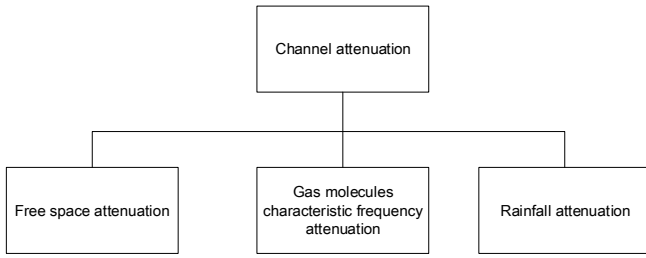 Channel attenuation
Free space attenuation
Gas molecules
characteristic frequency
attenuation
Rainfall attenuation